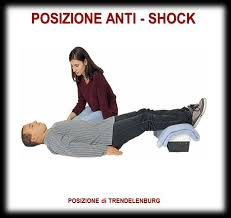 POSIZIONE ANTI - SHOCK
POSIZIONE di TRENDELENBURG